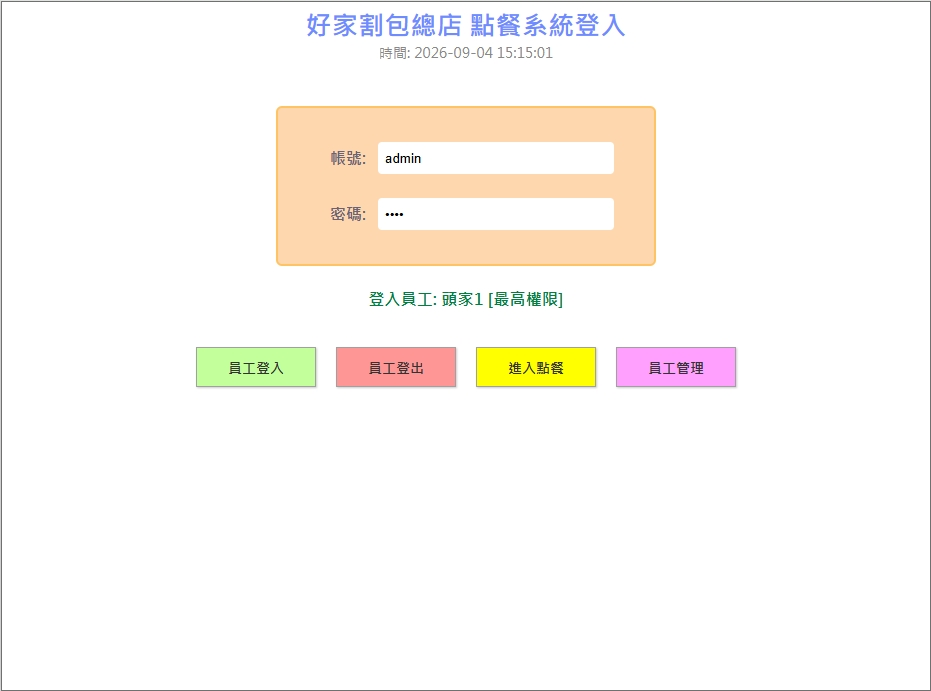 好家割包總店 點餐系統登入
時間: 2026-09-04 15:15:01
帳號: admin
密碼: ••••
登入員工: 頭家1 [最高權限]
員工登入 員工登出 進入點餐 員工管理